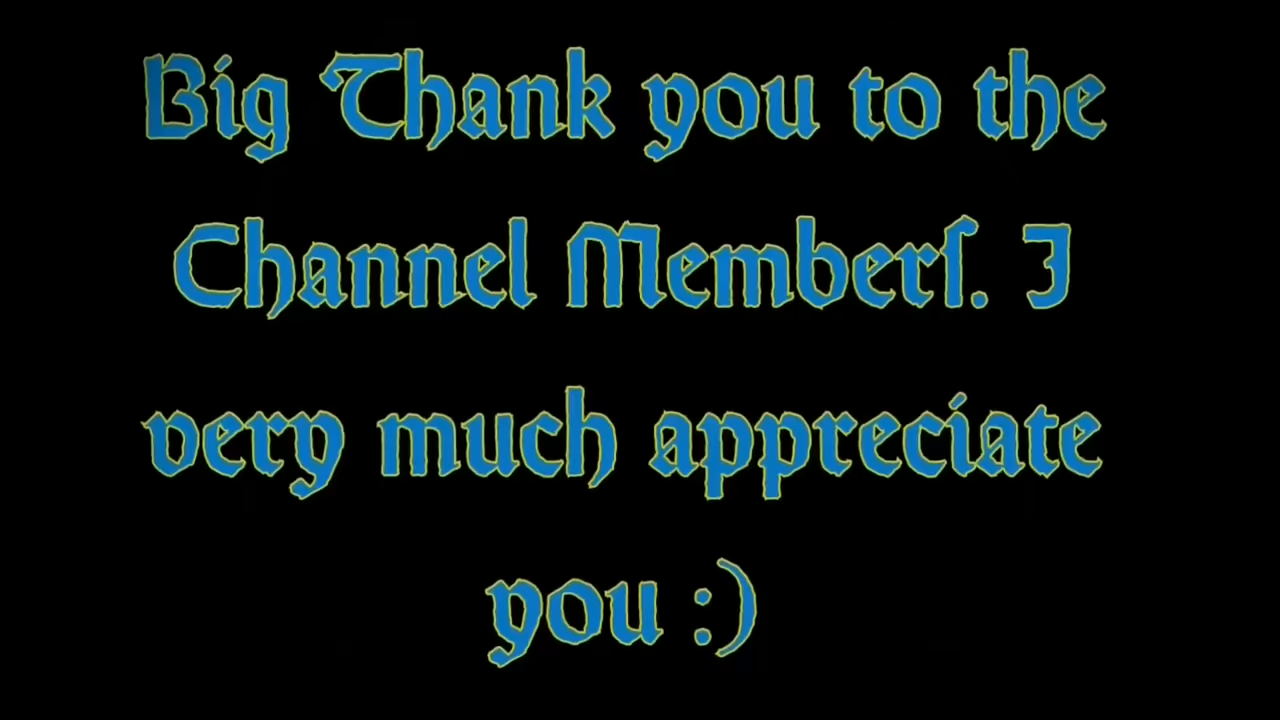 Big Thank you to the
Channel Memberſ. I
very much appreciate
you :)